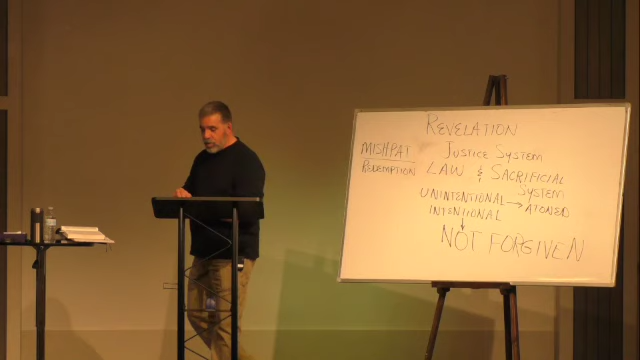 REVELATION
MISHPAT
REDEMPTION
JUSTICE SYSTEM
LAW & SACRIFICIAL
SYSTEM
UNINTENTIONAL → ATONED
INTENTIONAL
↓
NOT FORGIVEN